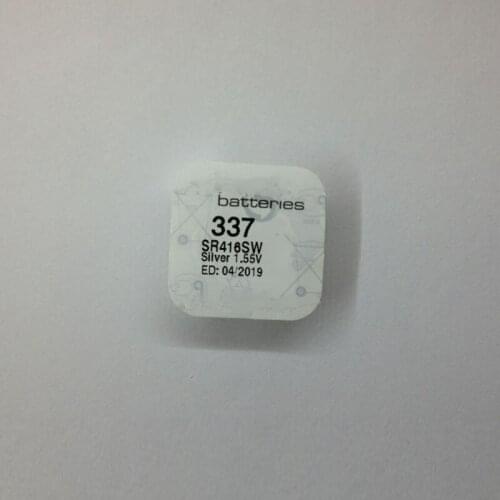 batteries
337
SR416SW
Silver 1.55V
ED: 04/2019